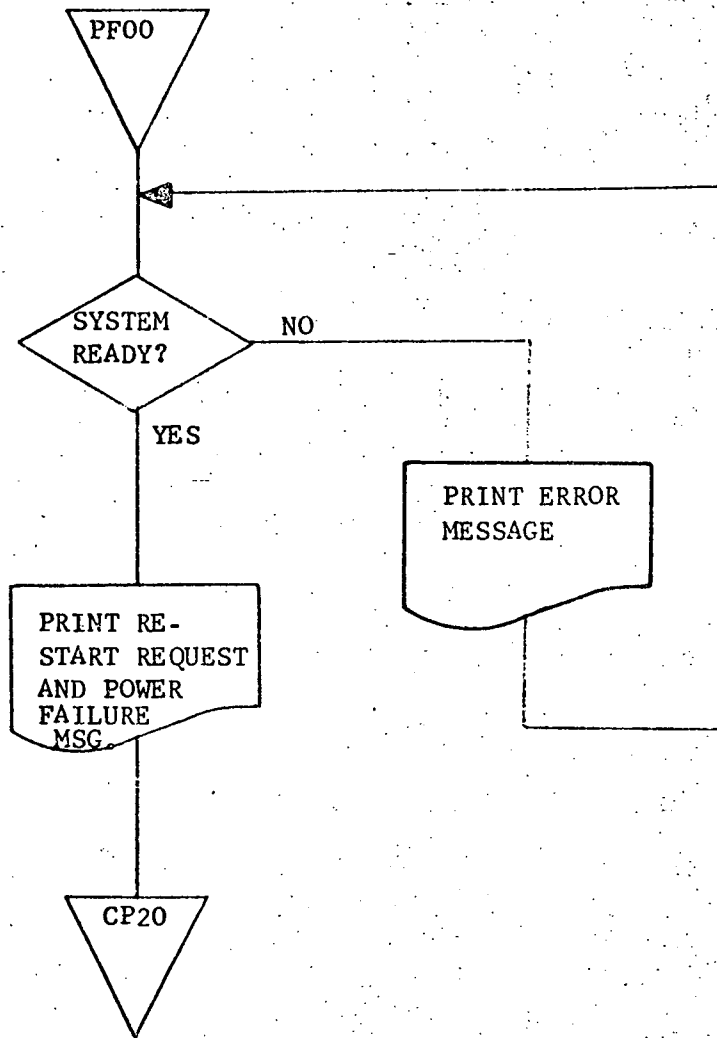 PF00
SYSTEM
READY?
NO
YES
PRINT ERROR
MESSAGE
PRINT RE-
START REQUEST
AND POWER
FAILURE
MSG.
CP20